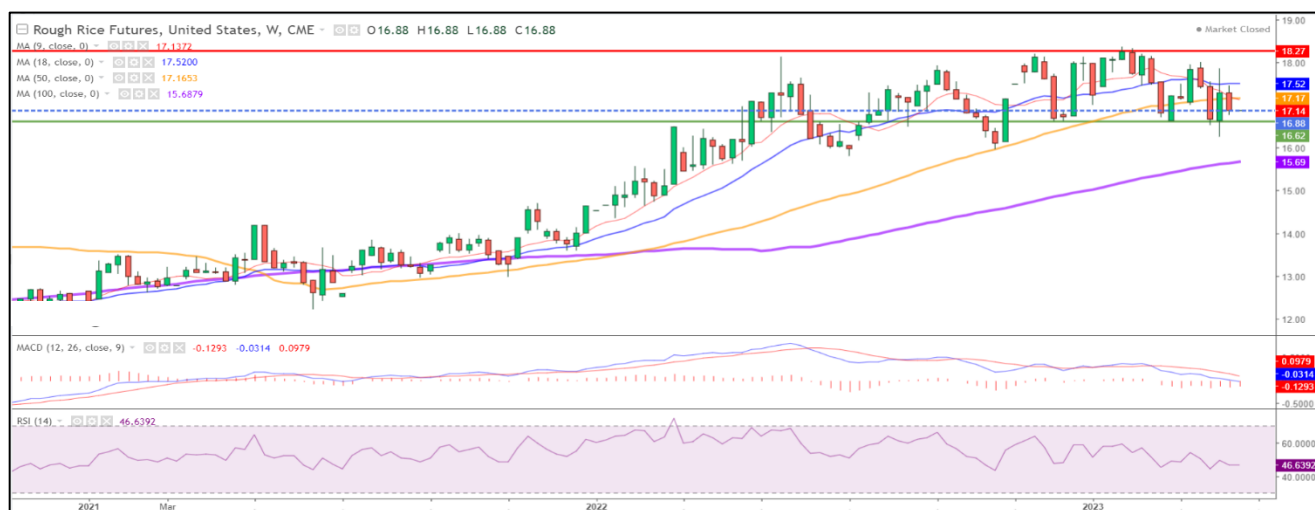 Rough Rice Futures, United States, W, CME O16.88 H16.88 L16.88 C16.88
Market Closed
MA (9, close, 0) 17.1372
MA (18, close, 0) 17.5200
MA (50, close, 0) 17.1653
MA (100, close, 0) 15.6879
19.00
18.27
18.00
17.52
17.17
17.14
16.88
16.62
16.00
15.69
15.00
14.00
13.00
12.00
MACD (12, 26, close, 9) -0.1293 -0.0314 0.0979
0.0979
-0.0314
-0.1293
-0.5000
RSI (14) 46.6392
60.0000
46.6392
40.0000
2021 Mar 2022 2023